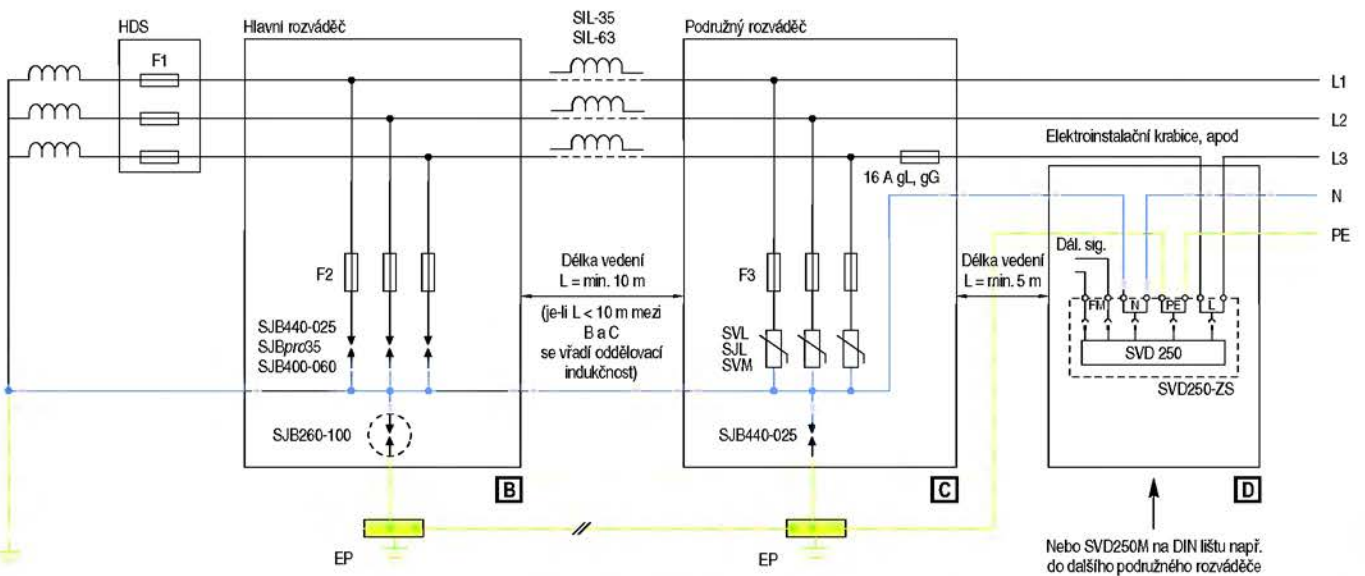 HDS
F1
Hlavní rozváděč
SIL-35
SIL-63
Podružný rozváděč
L1
L2
Elektroinstalační krabice, apod
L3
16 A gL, gG
N
PE
F2
Délka vedení
L = min. 10 m
(je-li L < 10 m mezi
B a C
se vřadí oddělovací
indukčnost)
SJB440-025
SJBpro35
SJB400-060
F3
SVL
SJL
SVM
Délka vedení
L = min. 5 m
Dál. sig.
FM N PE L
SVD 250
SVD250-ZS
SJB260-100
SJB440-025
B
C
D
EP
EP
Nebo SVD250M na DIN lištu např.
do dalšího podružného rozváděče